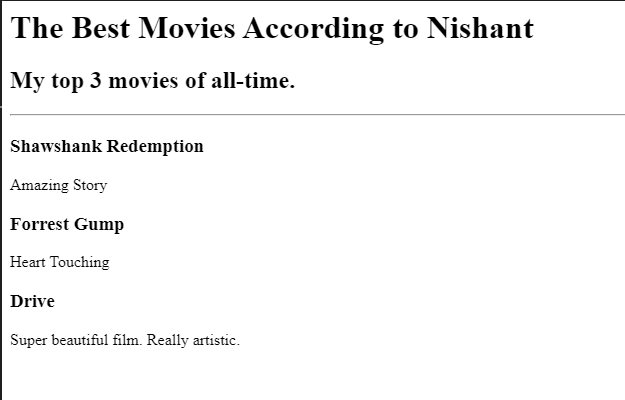 The Best Movies According to Nishant
My top 3 movies of all-time.
Shawshank Redemption
Amazing Story
Forrest Gump
Heart Touching
Drive
Super beautiful film. Really artistic.